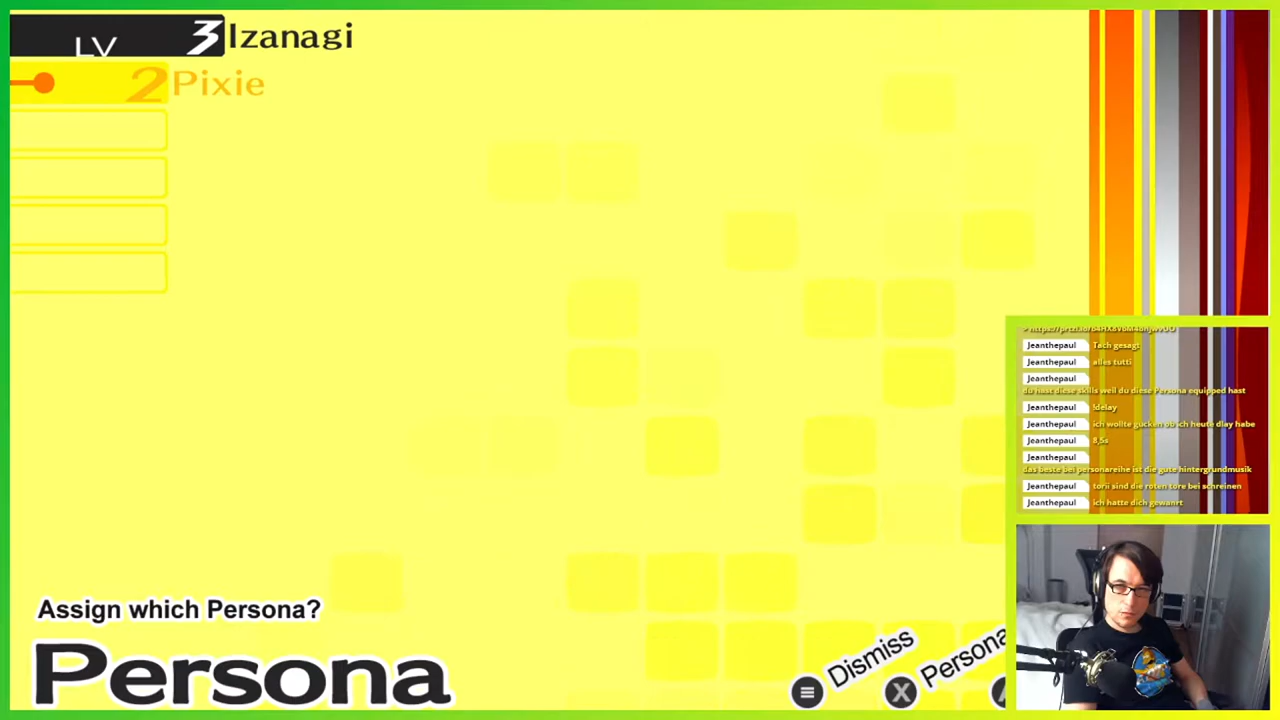 LV 3 Izanagi
2 Pixie
Assign which Persona?
Persona
Dismiss
X Persona
Jeanthepaul Tach gesagt
Jeanthepaul alles tutti
Jeanthepaul
du hast diese skills weil du diese Persona equipped hast
Jeanthepaul !delay
Jeanthepaul ich wollte gucken ob ich heute dlay habe
Jeanthepaul 8,5s
Jeanthepaul
das beste bei personareihe ist die gute hintergrundmusik
Jeanthepaul torii sind die roten tore bei schreinen
Jeanthepaul ich hatte dich gewarnt